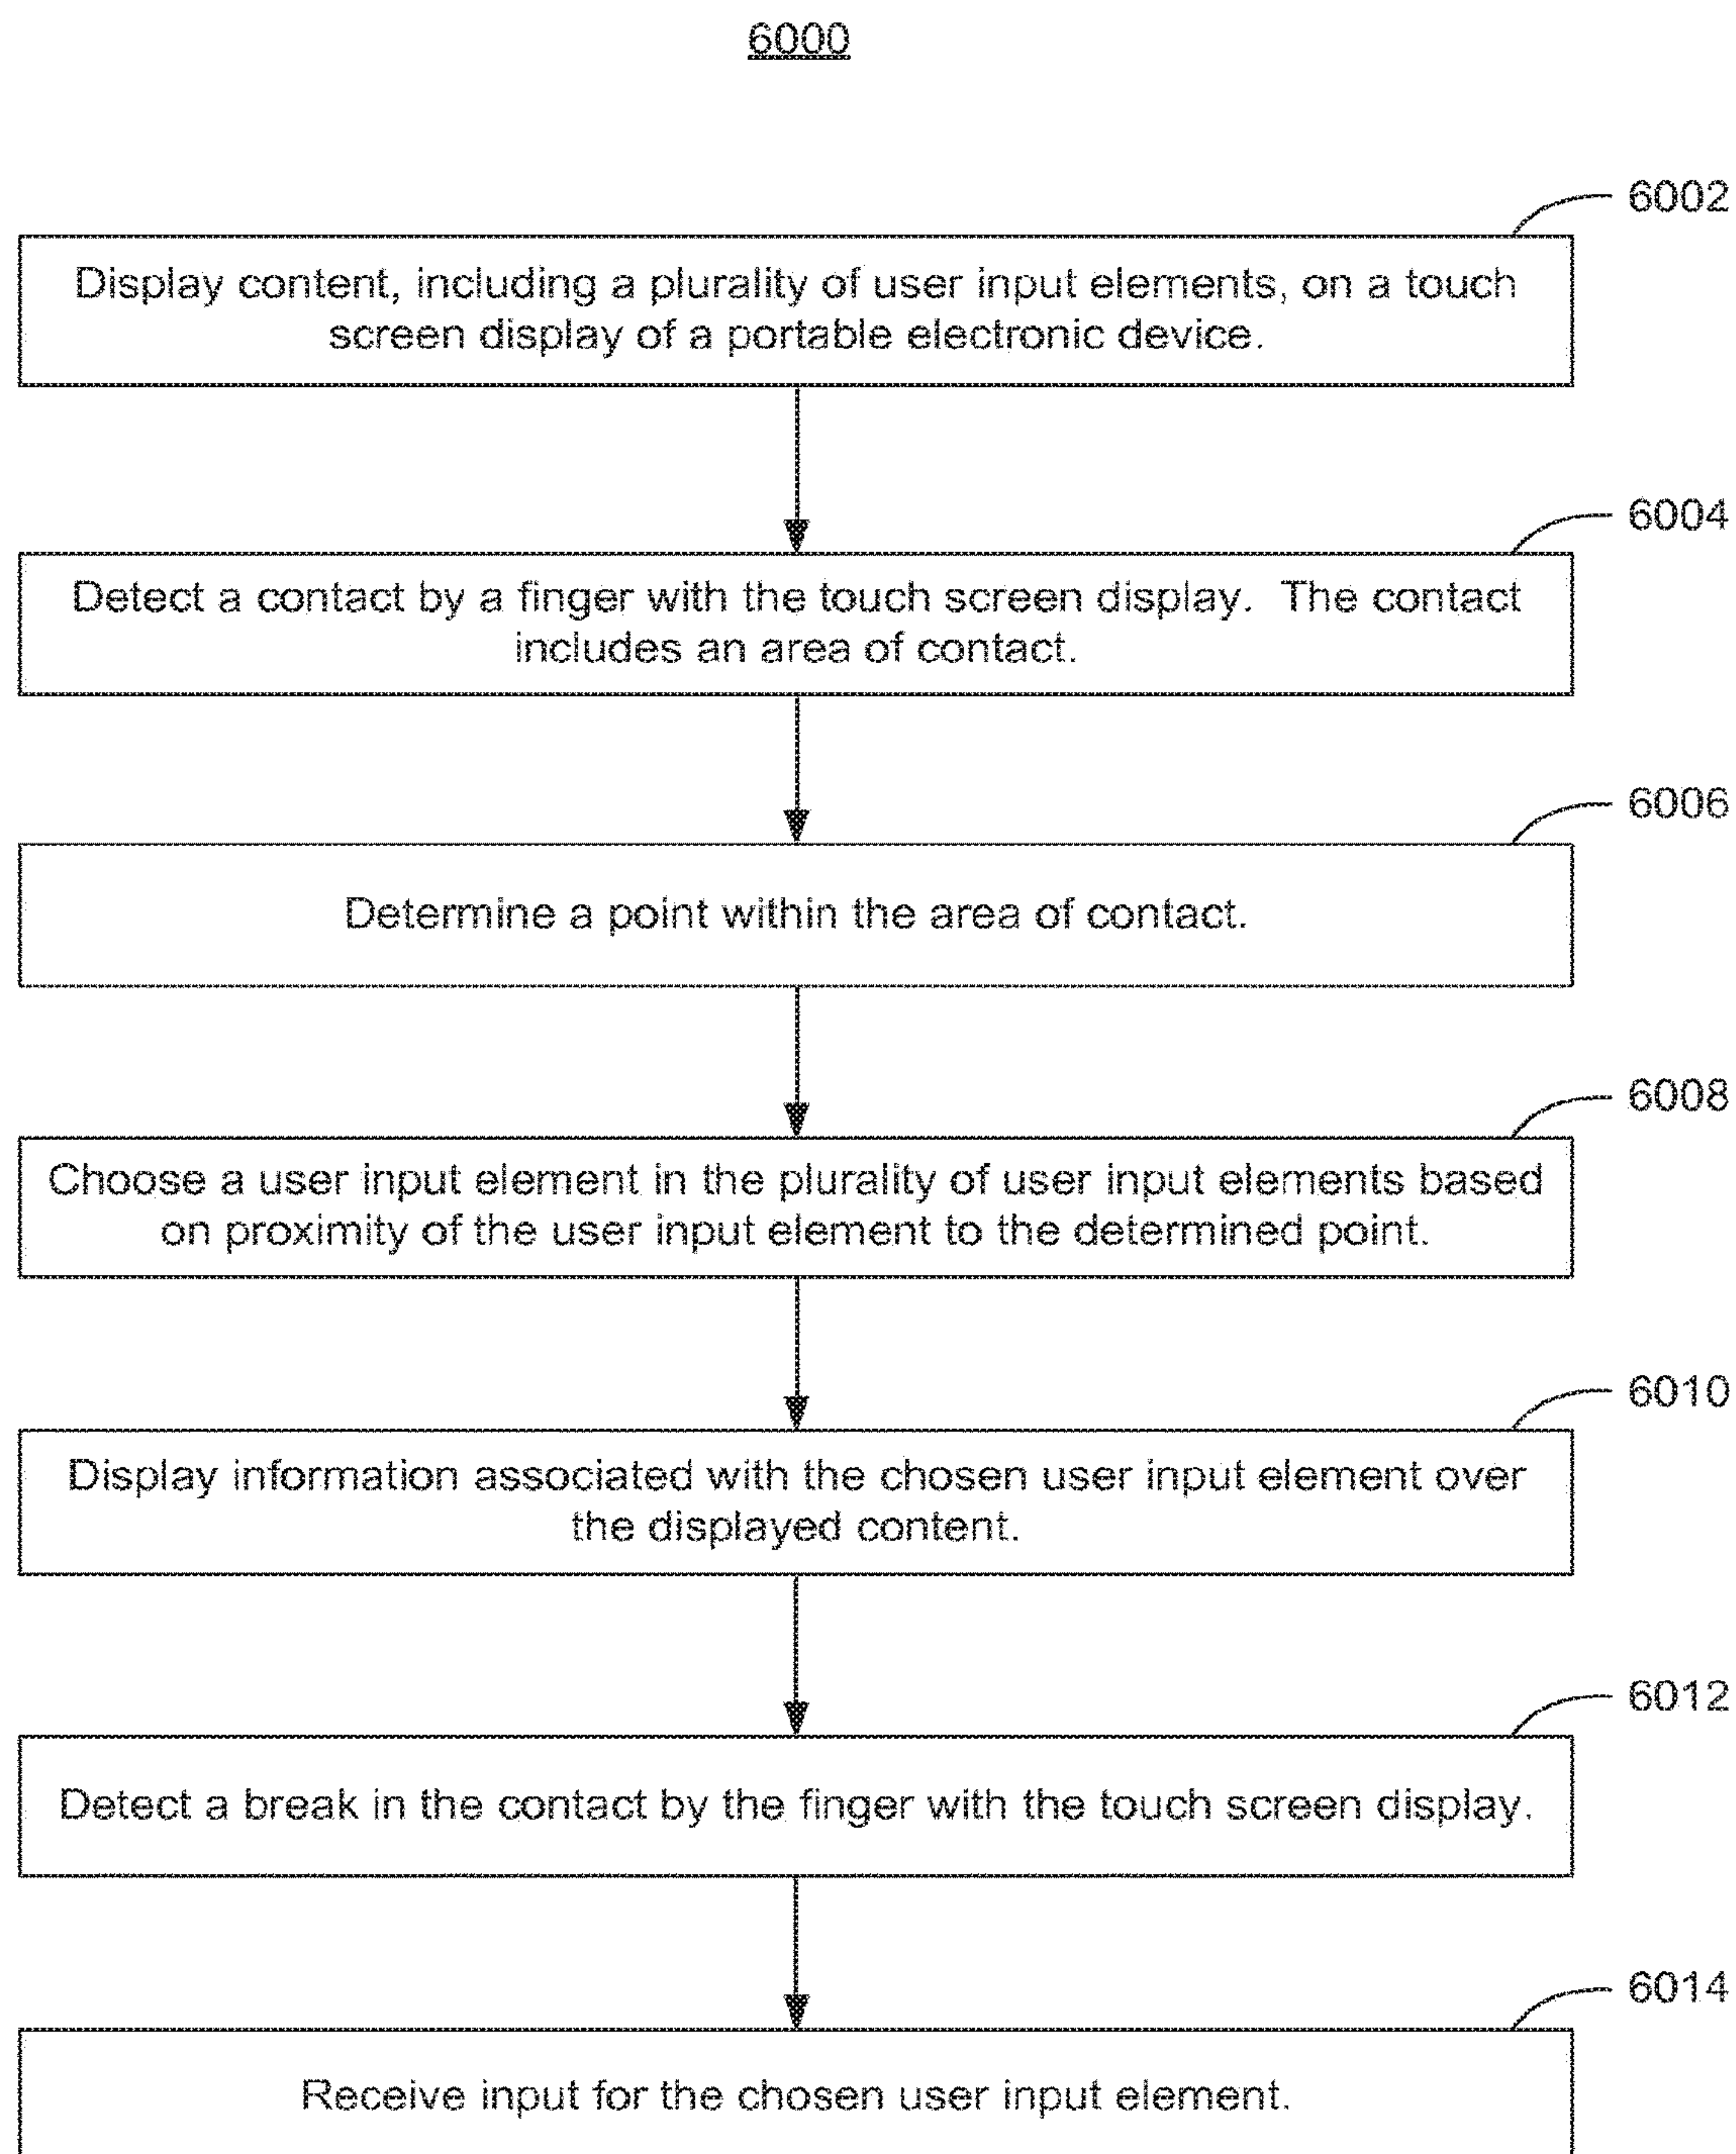 6000
6002
Display content, including a plurality of user input elements, on a touch
screen display of a portable electronic device.
6004
Detect a contact by a finger with the touch screen display.  The contact
includes an area of contact.
6006
Determine a point within the area of contact.
6008
Choose a user input element in the plurality of user input elements based
on proximity of the user input element to the determined point.
6010
Display information associated with the chosen user input element over
the displayed content.
6012
Detect a break in the contact by the finger with the touch screen display.
6014
Receive input for the chosen user input element.